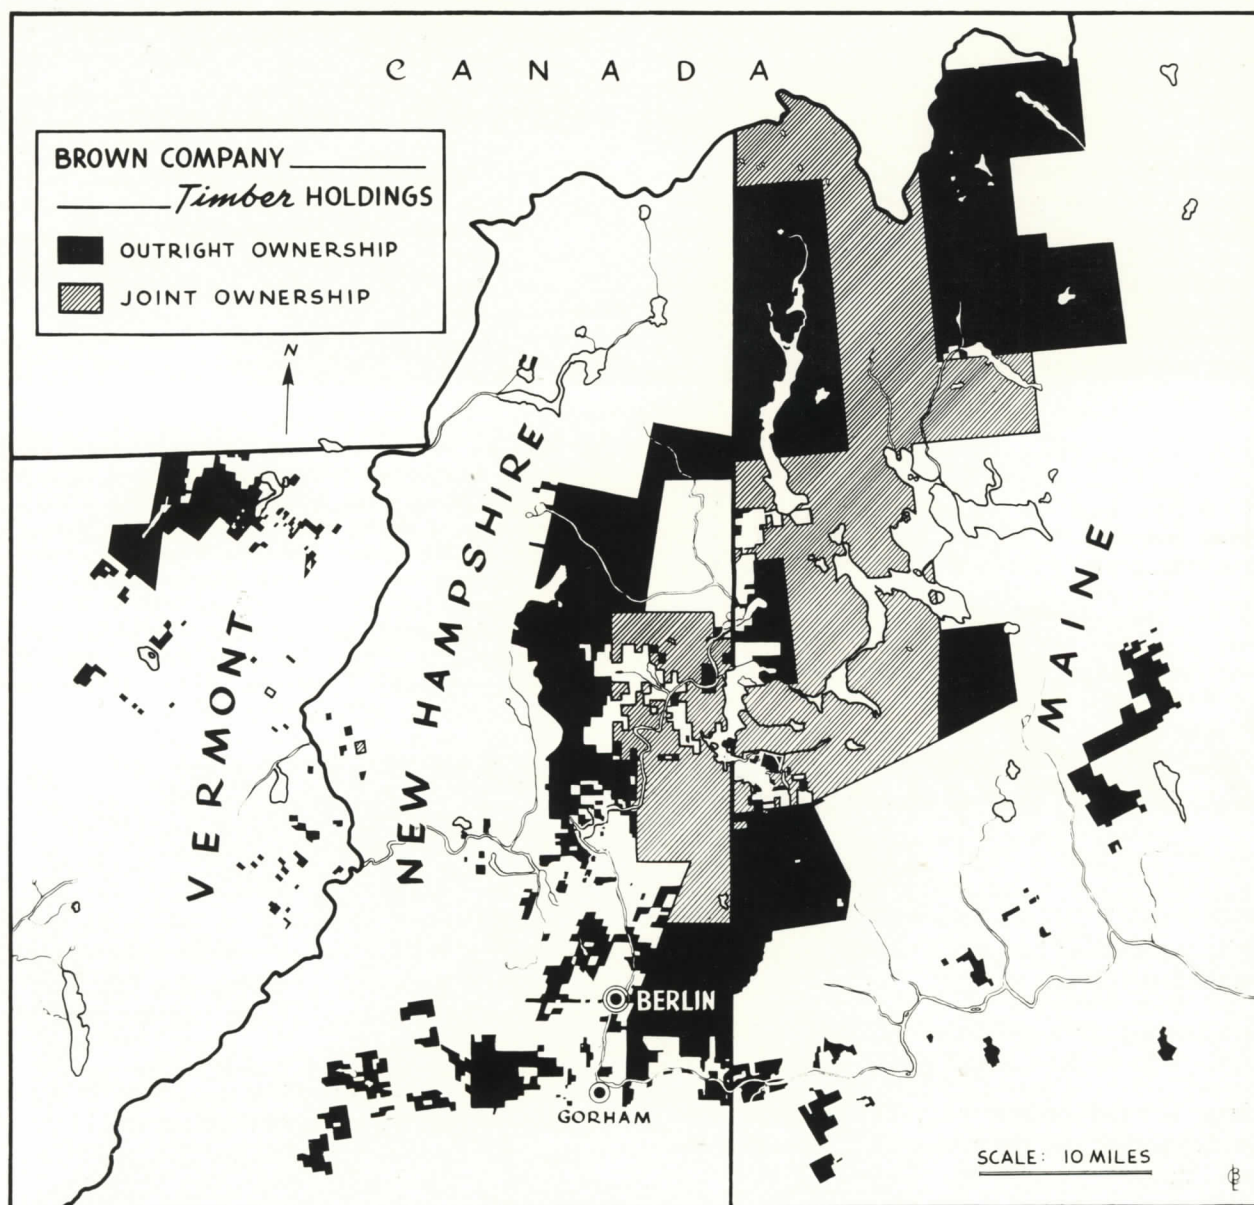 CANADA
BROWN COMPANY
Timber HOLDINGS
OUTRIGHT OWNERSHIP
JOINT OWNERSHIP
N
NEW HAMPSHIRE
VERMONT
MAINE
BERLIN
GORHAM
SCALE: 10 MILES